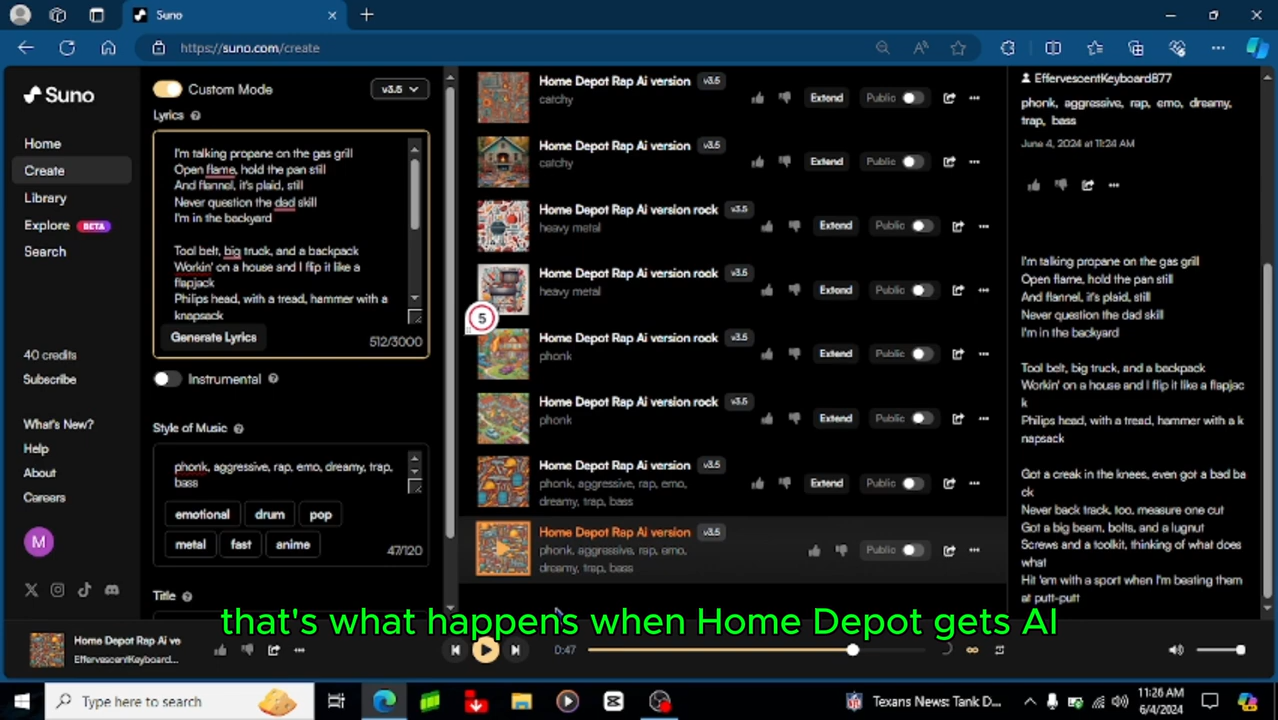 Suno
https://suno.com/create
Suno
Home
Create
Library
Explore BETA
Search
40 credits
Subscribe
What's New?
Help
About
Careers
M
Custom Mode
v3.5
Lyrics
I'm talking propane on the gas grill
Open flame, hold the pan still
And flannel, it's plaid, still
Never question the dad skill
I'm in the backyard
Tool belt, big truck, and a backpack
Workin' on a house and I flip it like a
flapjack
Philips head, with a tread, hammer with a
knapsack
Generate Lyrics
512/3000
Instrumental
Style of Music
phonk, aggressive, rap, emo, dreamy, trap,
bass
emotional drum pop
metal fast anime
47/120
Title
Home Depot Rap Ai version v3.5
catchy
Extend Public
Home Depot Rap Ai version v3.5
catchy
Extend Public
Home Depot Rap Ai version rock v3.5
heavy metal
Extend Public
Home Depot Rap Ai version rock v3.5
heavy metal
Extend Public
5
Home Depot Rap Ai version rock v3.5
phonk
Extend Public
Home Depot Rap Ai version rock v3.5
phonk
Extend Public
Home Depot Rap Ai version v3.5
phonk, aggressive, rap, emo,
dreamy, trap, bass
Extend Public
Home Depot Rap Ai version v3.5
phonk, aggressive, rap, emo,
dreamy, trap, bass
Public
EffervescentKeyboard877
phonk, aggressive, rap, emo, dreamy,
trap, bass
June 4, 2024 at 11:24 AM
I'm talking propane on the gas grill
Open flame, hold the pan still
And flannel, it's plaid, still
Never question the dad skill
I'm in the backyard
Tool belt, big truck, and a backpack
Workin' on a house and I flip it like a flapjac
k
Philips head, with a tread, hammer with a k
napsack
Got a creak in the knees, even got a bad ba
ck
Never back track, too, measure one cut
Got a big beam, bolts, and a lugnut
Screws and a toolkit, thinking of what does
what
Hit 'em with a sport when I'm beating them
at putt-putt
that's what happens when Home Depot gets AI
Home Depot Rap Ai ve
EffervescentKeyboard...
0:47
Type here to search
Texans News: Tank D...
11:26 AM
6/4/2024